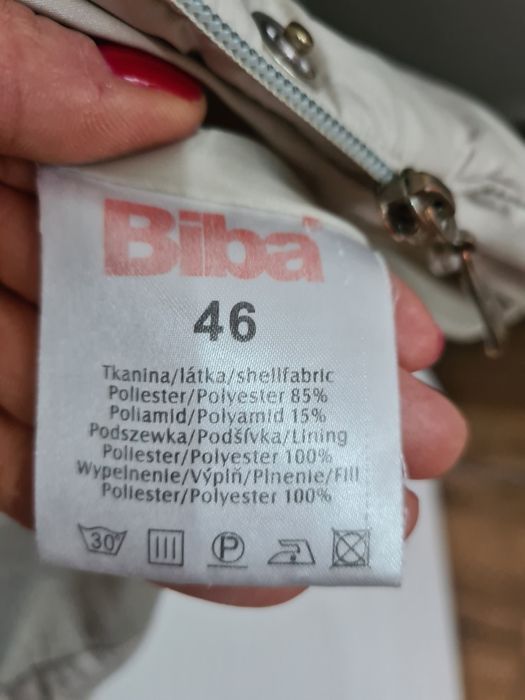 Biba
46
Tkanina/látka/shellfabric
Poliester/Polyester 85%
Poliamid/Polyamid 15%
Podszewka/Podšívka/Lining
Poliester/Polyester 100%
Wypełnenie/Výplň/Plnenie/Fill
Poliester/Polyester 100%
30° P